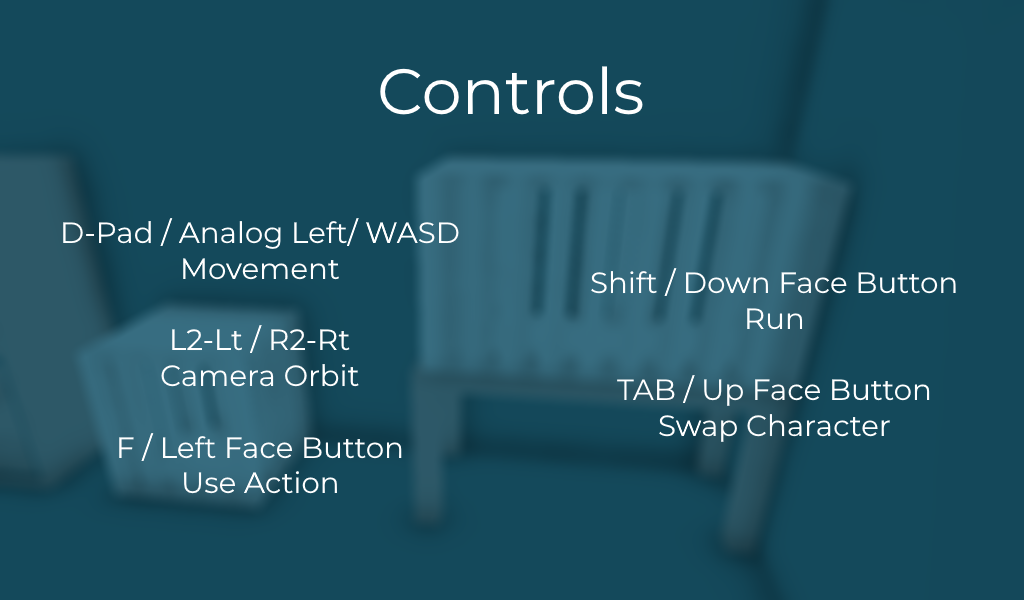 Controls
D-Pad / Analog Left/ WASD
Movement
L2-Lt / R2-Rt
Camera Orbit
F / Left Face Button
Use Action
Shift / Down Face Button
Run
TAB / Up Face Button
Swap Character